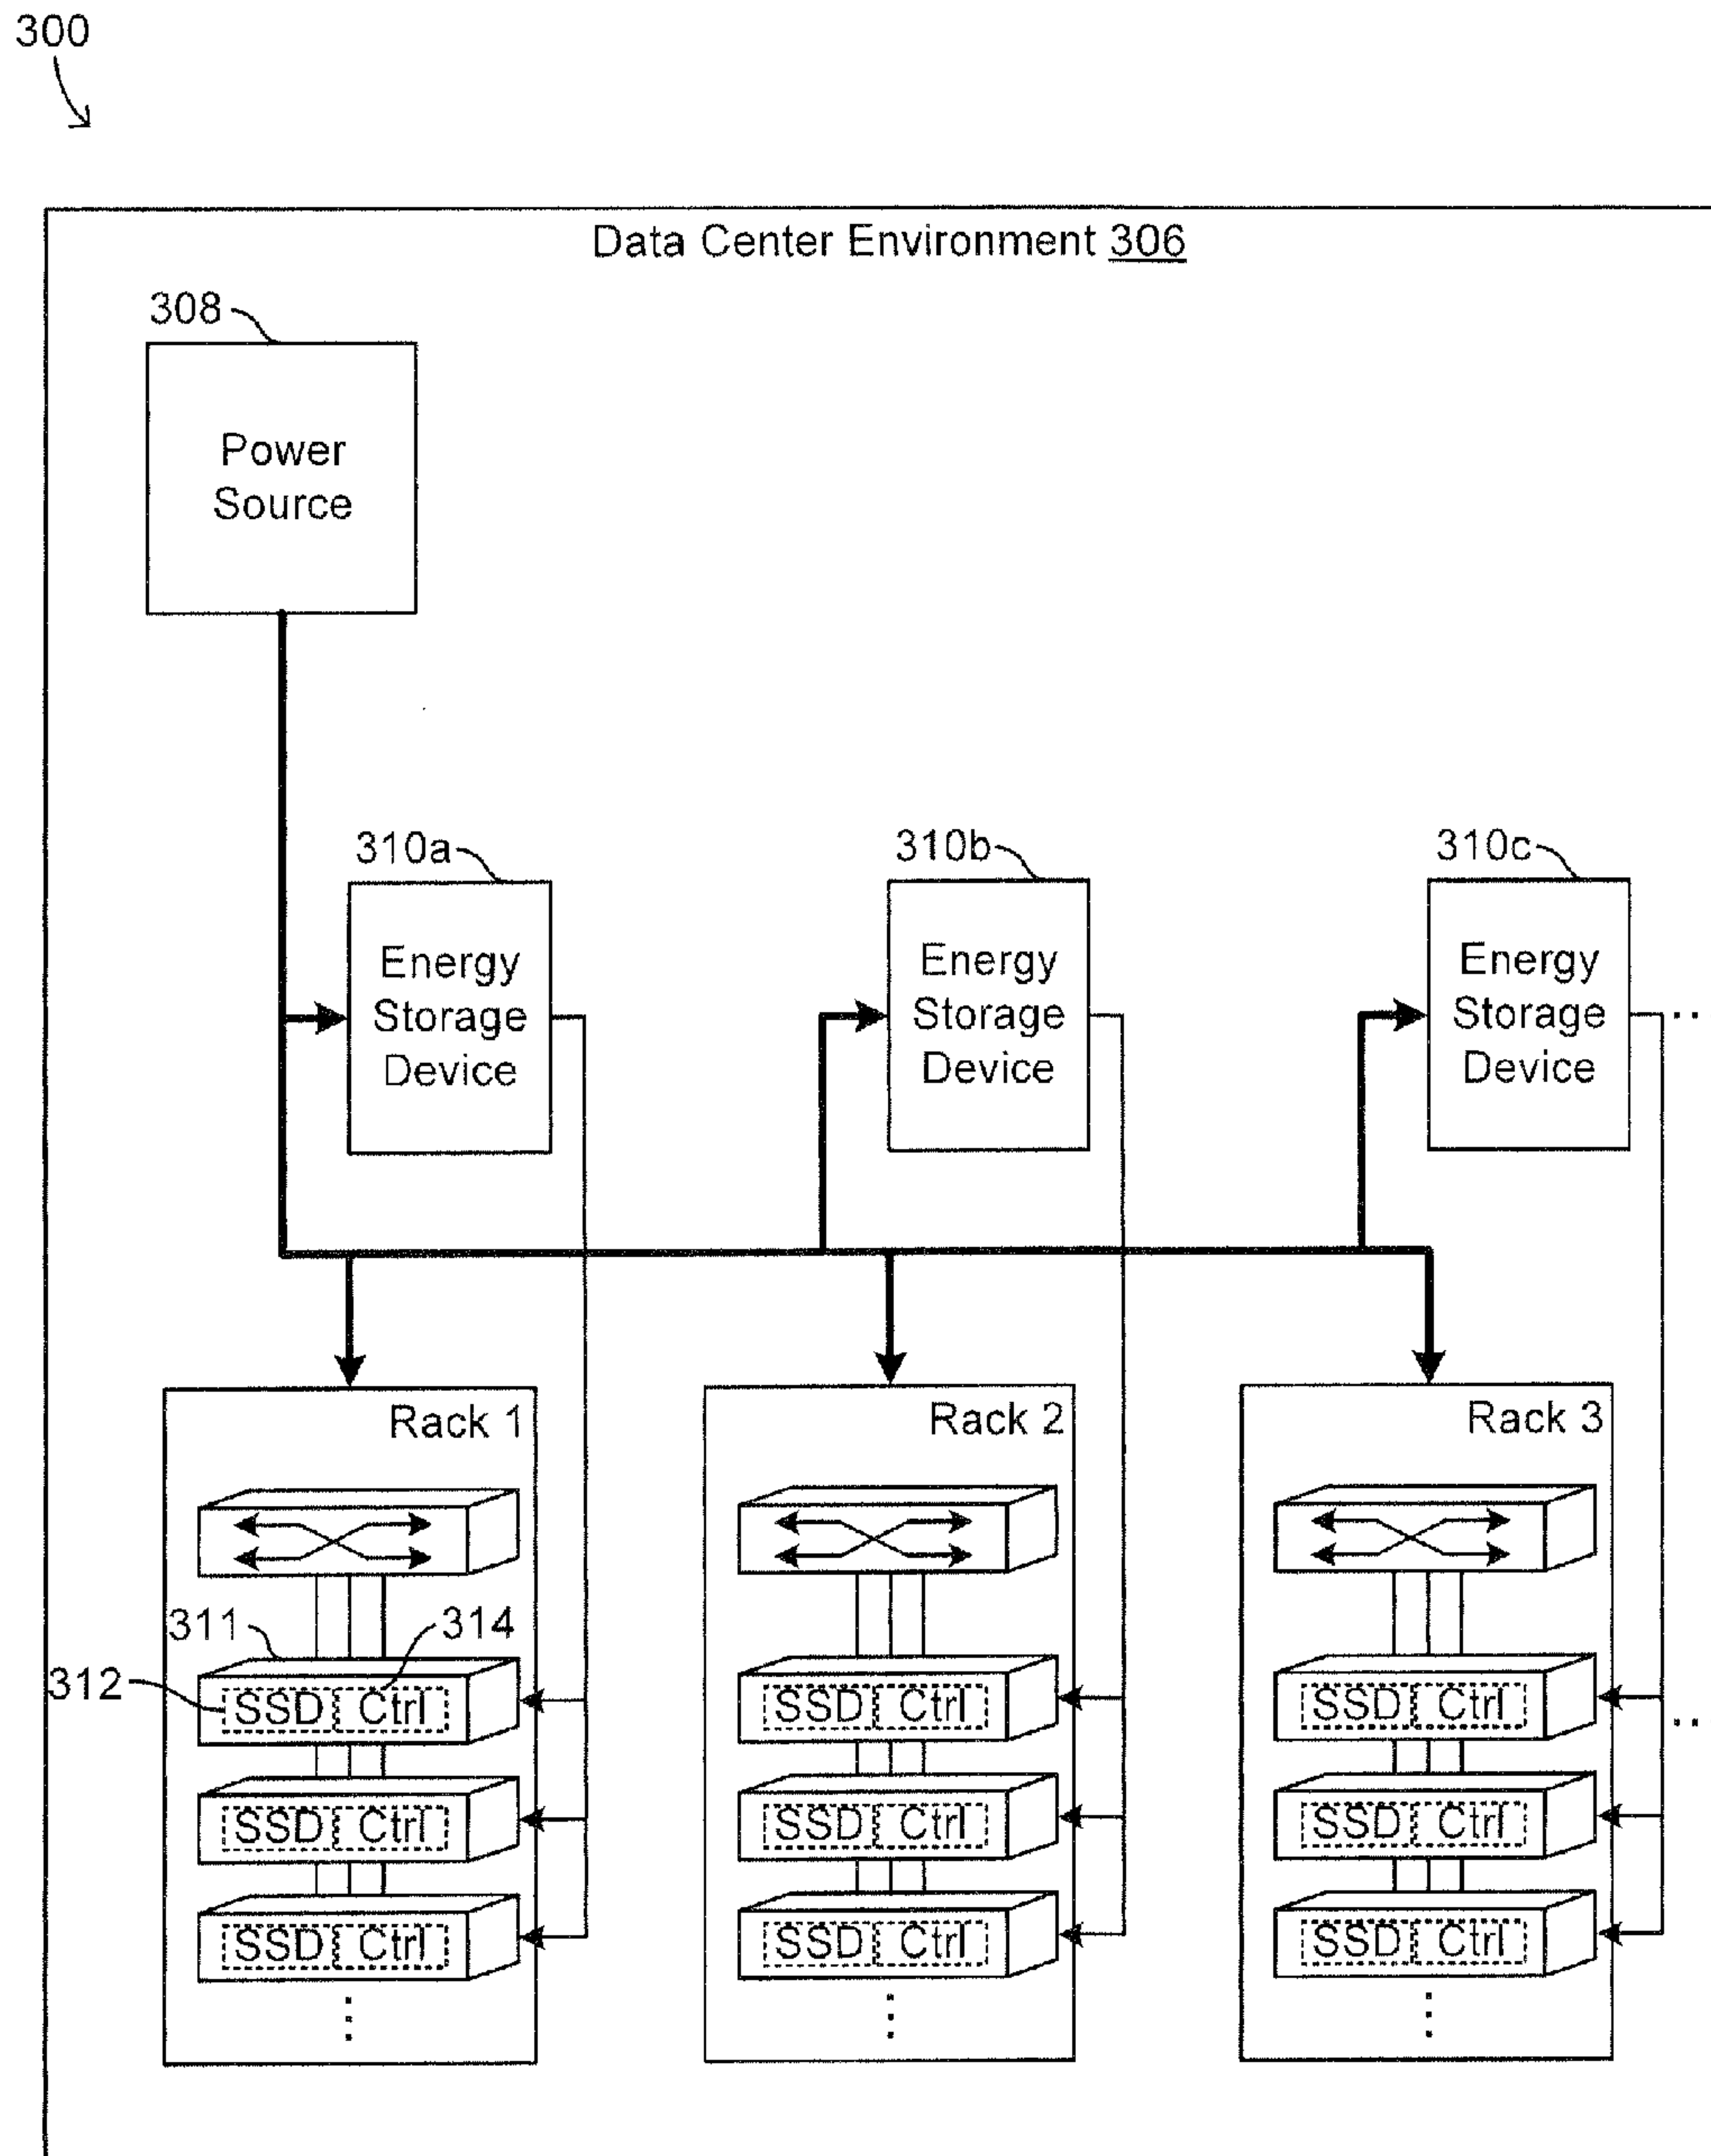 300
Data Center Environment 306
308
Power
Source
310a
310b
310c
Energy
Storage
Device
Energy
Storage
Device
Energy
Storage
Device
Rack 1
Rack 2
Rack 3
311
314
312
SSD Ctrl
SSD Ctrl
SSD Ctrl
SSD Ctrl
SSD Ctrl
SSD Ctrl
SSD Ctrl
SSD Ctrl
SSD Ctrl